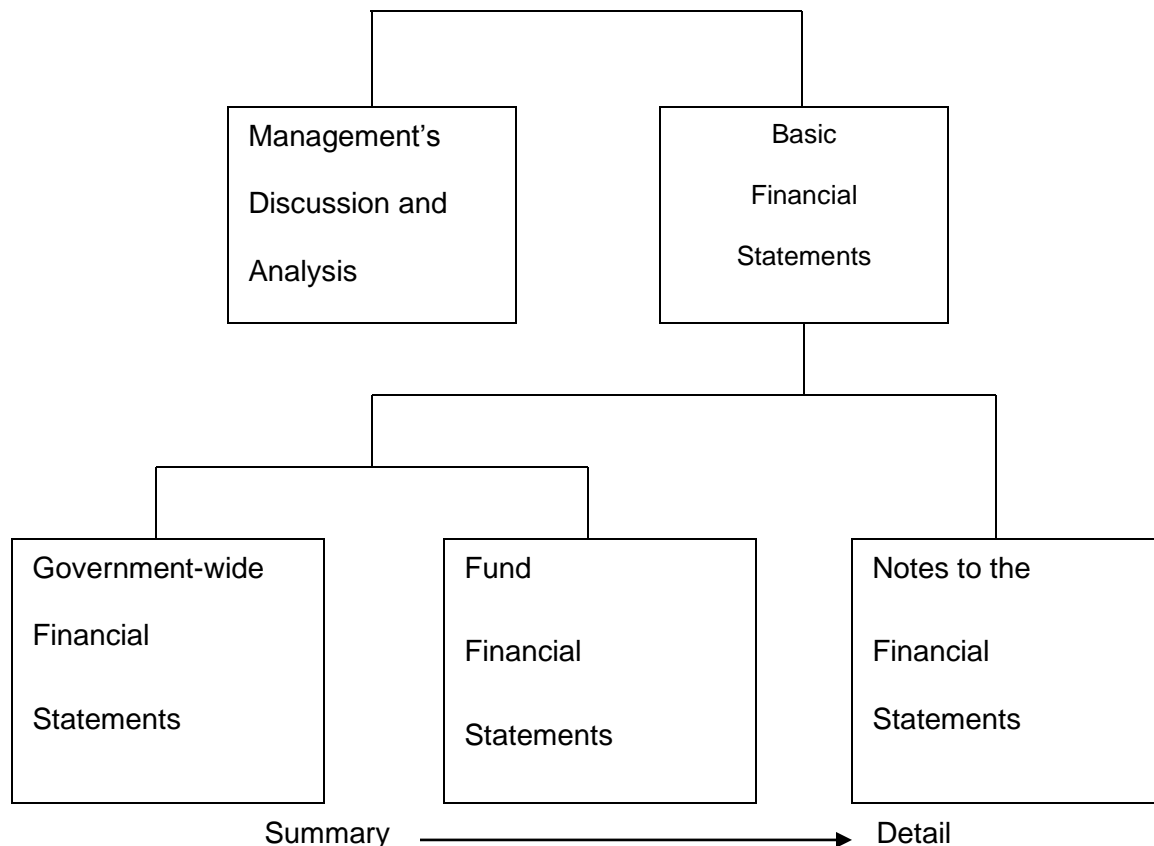 Management’s
Discussion and
Analysis
Basic
Financial
Statements
Government-wide
Financial
Statements
Fund
Financial
Statements
Notes to the
Financial
Statements
Summary
Detail